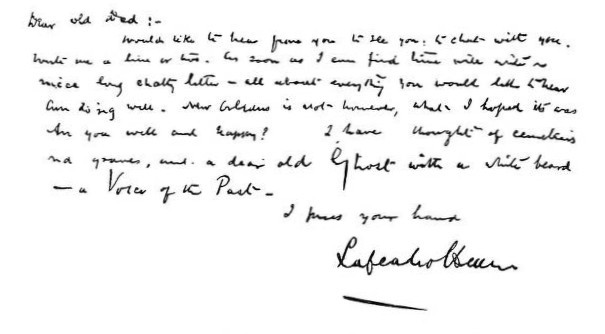 Dear old Dad:-
would like to hear from you to see you: to chat with you.
Write me a line or two. As soon as I can find time will write a
nice long chatty letter - all about everything you would like to hear
Am doing well. New Orleans is not however, what I hoped it was
Are you well and happy? I have thought of cemeteries
nd graves, and a dear old Ghost with a white beard
- a Voice of the Past -
I press your hand
Lafcadio Hearn